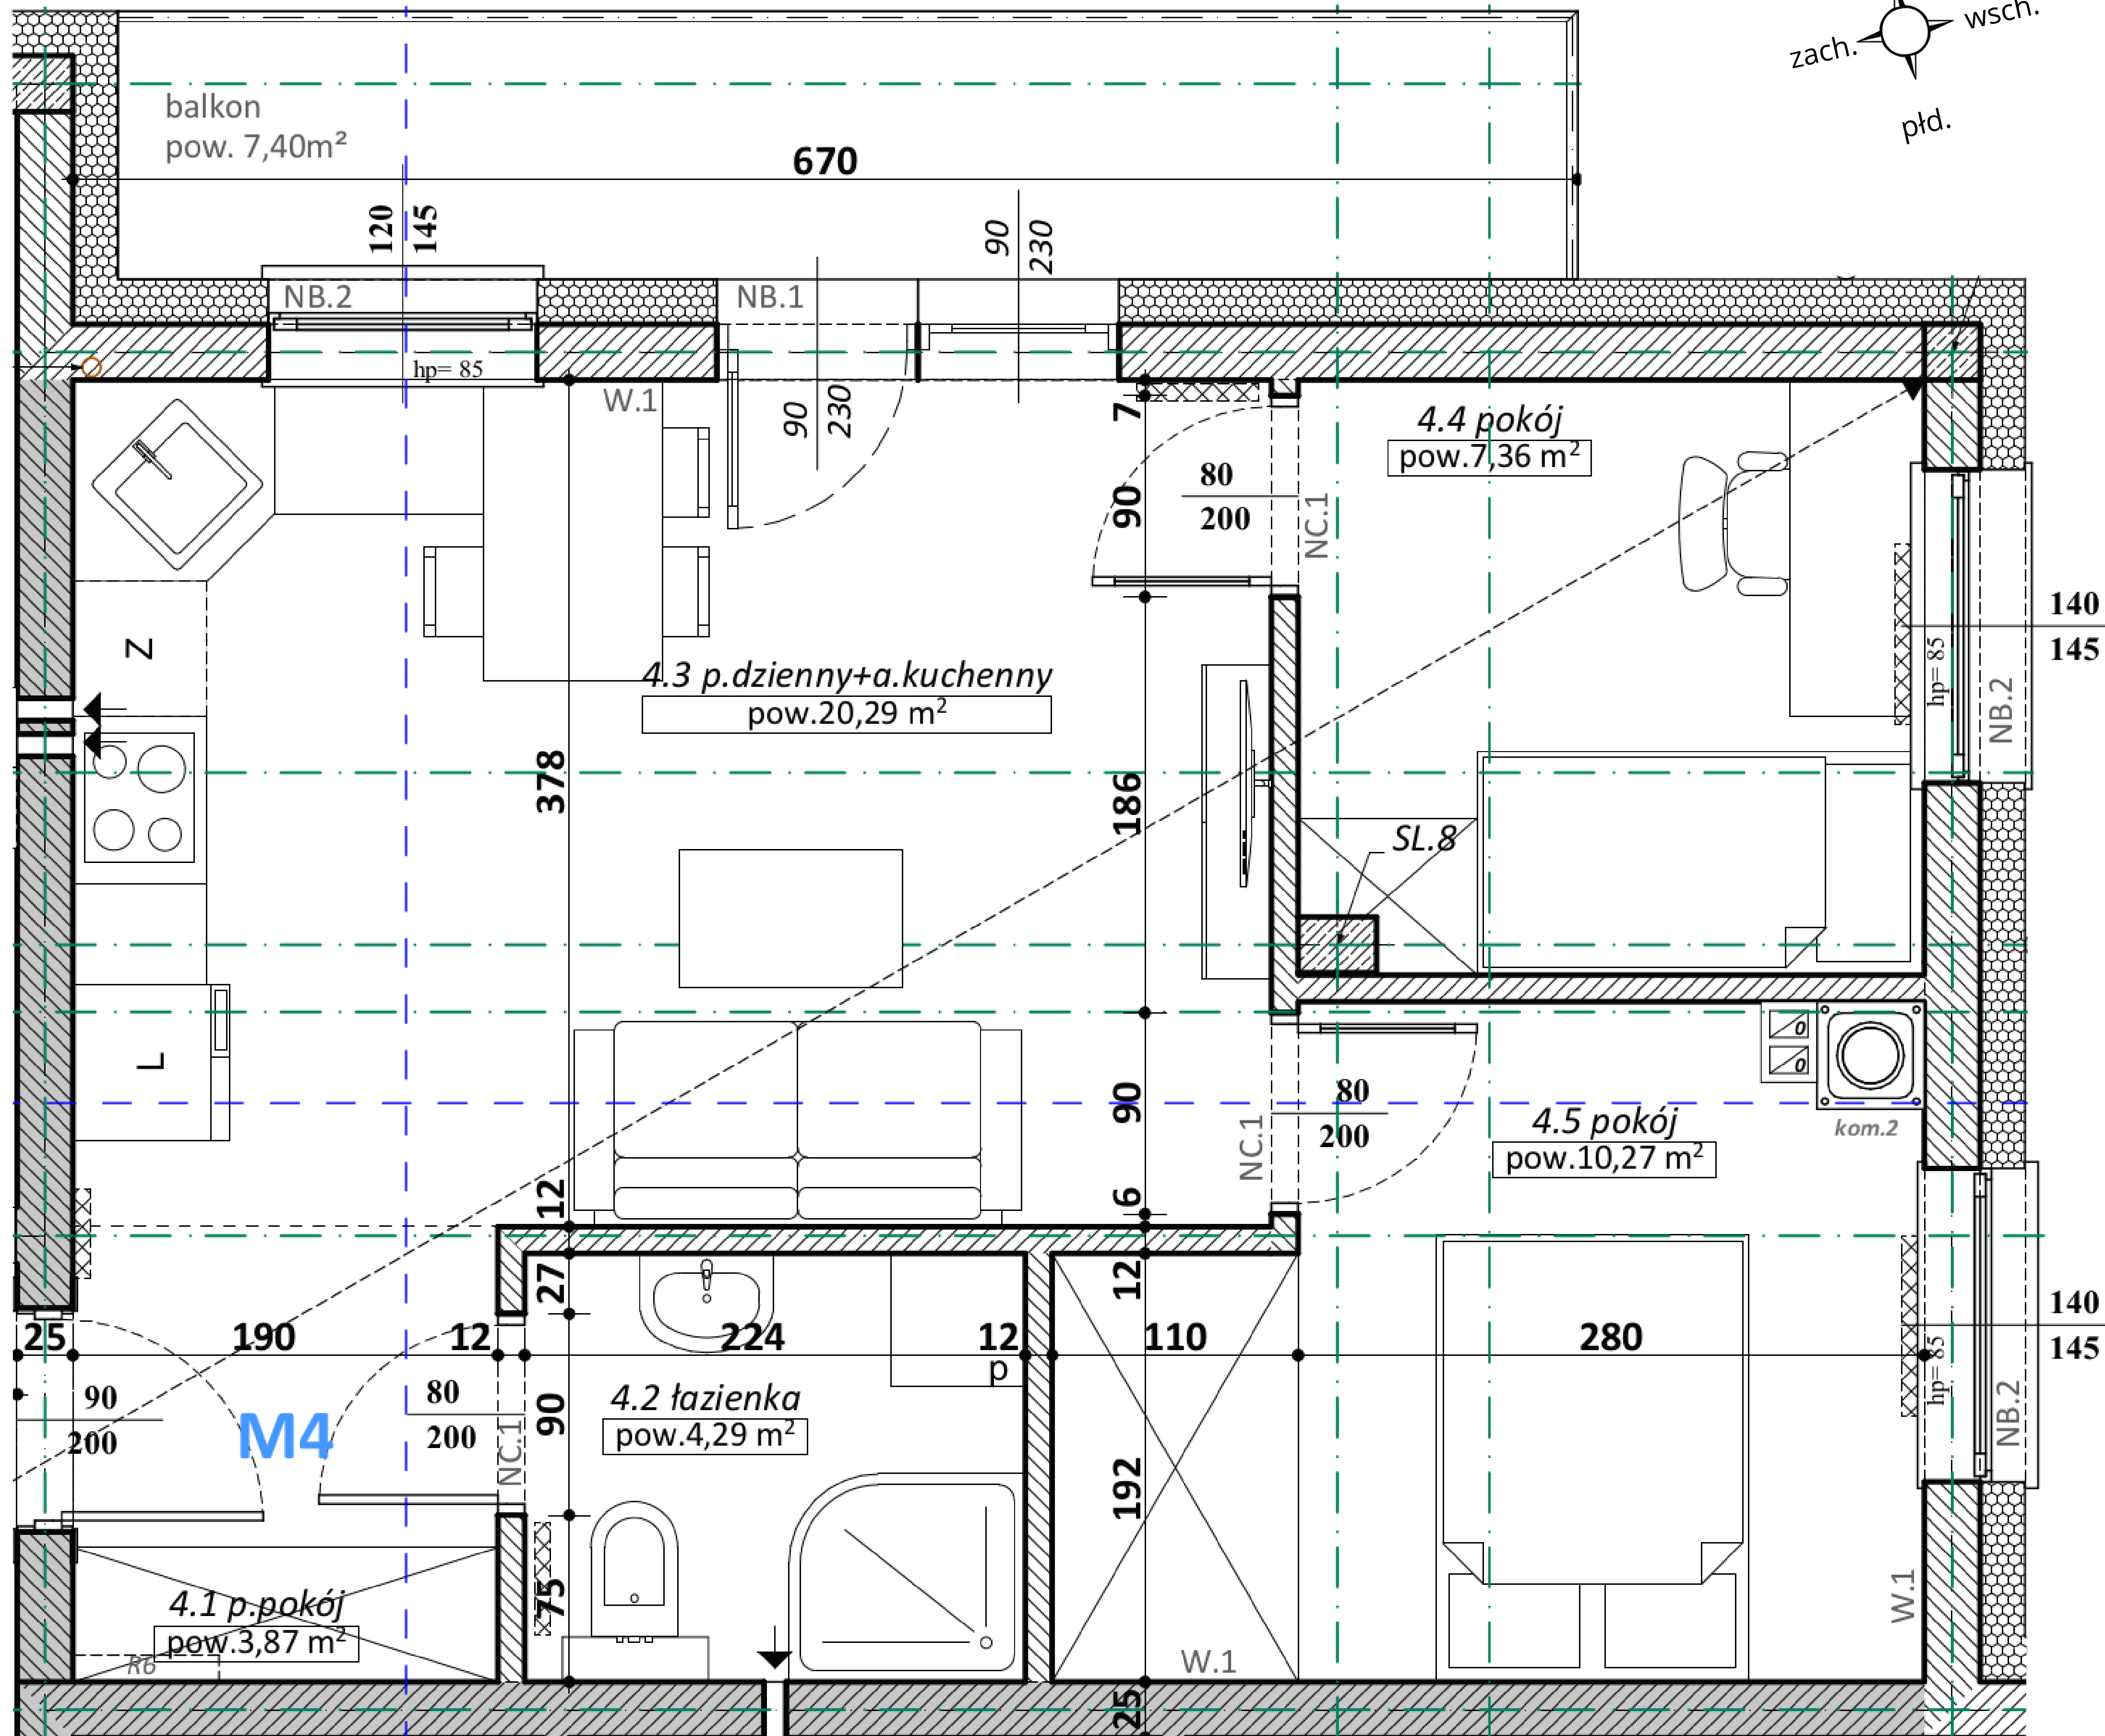 wsch.
zach.
płd.
balkon
pow. 7,40m²
670
120
145
90
230
NB.2
NB.1
hp= 85
W.1
90
230
7
4.4 pokój
pow.7,36 m²
80
200
90
NC.1
140
145
hp= 85
NB.2
Z
4.3 p.dzienny+a.kuchenny
pow.20,29 m²
378
186
SL.8
L
90
80
200
NC.1
4.5 pokój
pow.10,27 m²
kom.2
12
6
27
12
25
190
12
224
12
110
280
p
140
145
hp= 85
NB.2
90
200
M4
80
200
NC.1
90
4.2 łazienka
pow.4,29 m²
192
75
4.1 p.pokój
pow.3,87 m²
R6
W.1
W.1
25